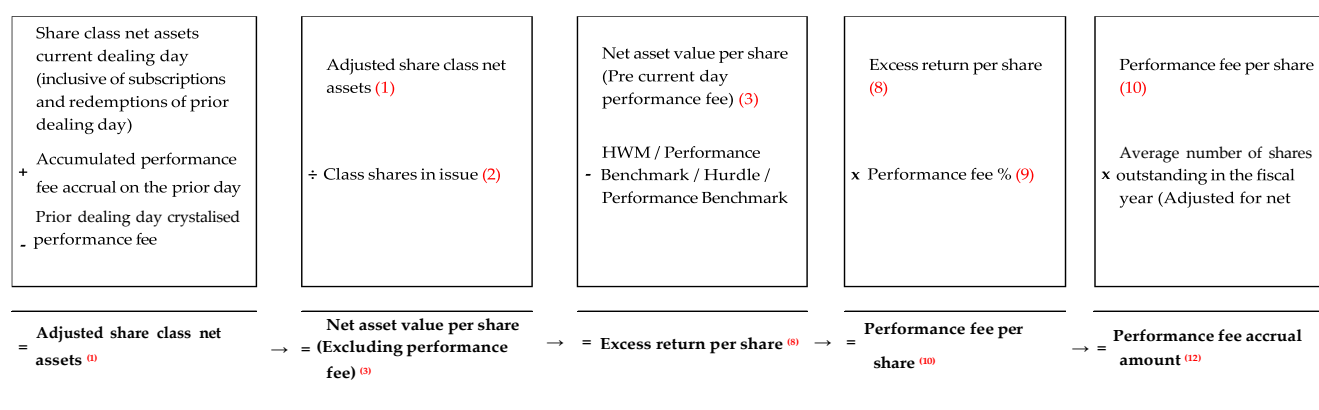 Share class net assets
current dealing day
(inclusive of subscriptions
and redemptions of prior
dealing day)
+ Accumulated performance
fee accrual on the prior day
Prior dealing day crystalised
- performance fee
= Adjusted share class net
assets (1)
→
Adjusted share class net
assets (1)
÷ Class shares in issue (2)
Net asset value per share
= (Excluding performance
fee) (3)
→
Net asset value per share
(Pre current day
performance fee) (3)
HWM / Performance
- Benchmark / Hurdle /
Performance Benchmark
= Excess return per share (8)
→
Excess return per share
(8)
x Performance fee % (9)
Performance fee per
=
share (10)
→
Performance fee per share
(10)
Average number of shares
x outstanding in the fiscal
year (Adjusted for net
= Performance fee accrual
amount (12)